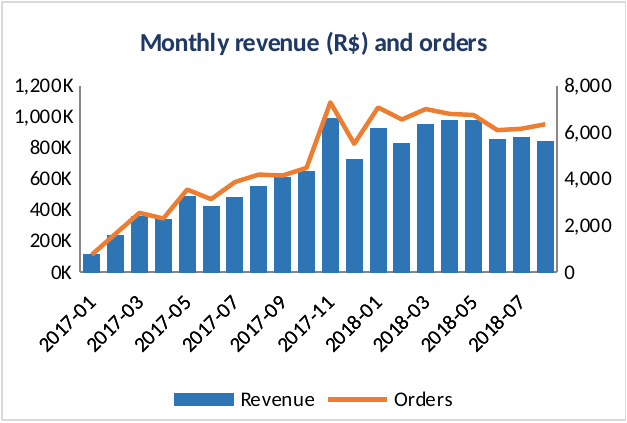 Monthly revenue (R$) and orders
1,200K
1,000K
800K
600K
400K
200K
0K
8,000
6,000
4,000
2,000
0
2017-01
2017-03
2017-05
2017-07
2017-09
2017-11
2018-01
2018-03
2018-05
2018-07
Revenue
Orders